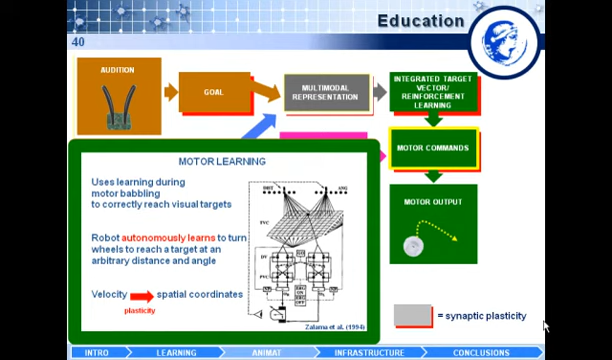 Education
40
AUDITION
GOAL
MULTIMODAL
REPRESENTATION
INTEGRATED TARGET
VECTOR/
REINFORCEMENT
LEARNING
MOTOR COMMANDS
MOTOR OUTPUT
MOTOR LEARNING
Uses learning during
motor babbling
to correctly reach visual targets
Robot autonomously learns to turn
wheels to reach a target at an
arbitrary distance and angle
Velocity spatial coordinates
plasticity
GO
Zalama et al. (1994)
= synaptic plasticity
INTRO
LEARNING
ANIMAT
INFRASTRUCTURE
CONCLUSIONS